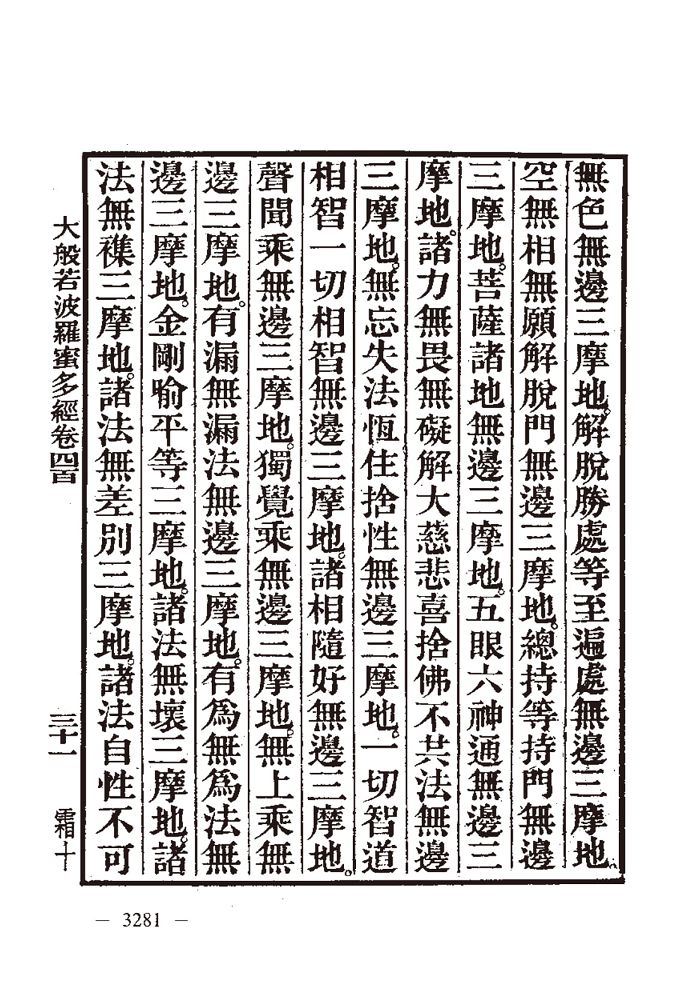 無色無邊三摩地。解脫勝處等至遍處無邊三摩地
空無相無願解脫門無邊三摩地。總持等持門無邊
三摩地。菩薩諸地無邊三摩地。五眼六神通無邊三
摩地。諸力無畏無礙解大慈悲喜捨佛不共法無邊
三摩地。無忘失法恆住捨性無邊三摩地。一切智道
相智一切相智無邊三摩地。諸相隨好無邊三摩地。
聲聞乘無邊三摩地。獨覺乘無邊三摩地。無上乘無
邊三摩地。有漏無漏法無邊三摩地。有爲無爲法無
邊三摩地。金剛喻平等三摩地。諸法無壞三摩地。諸
法無襍三摩地。諸法無差別三摩地。諸法自性不可
大般若波羅蜜多經卷四百
三十一
霜十
— 3281 —